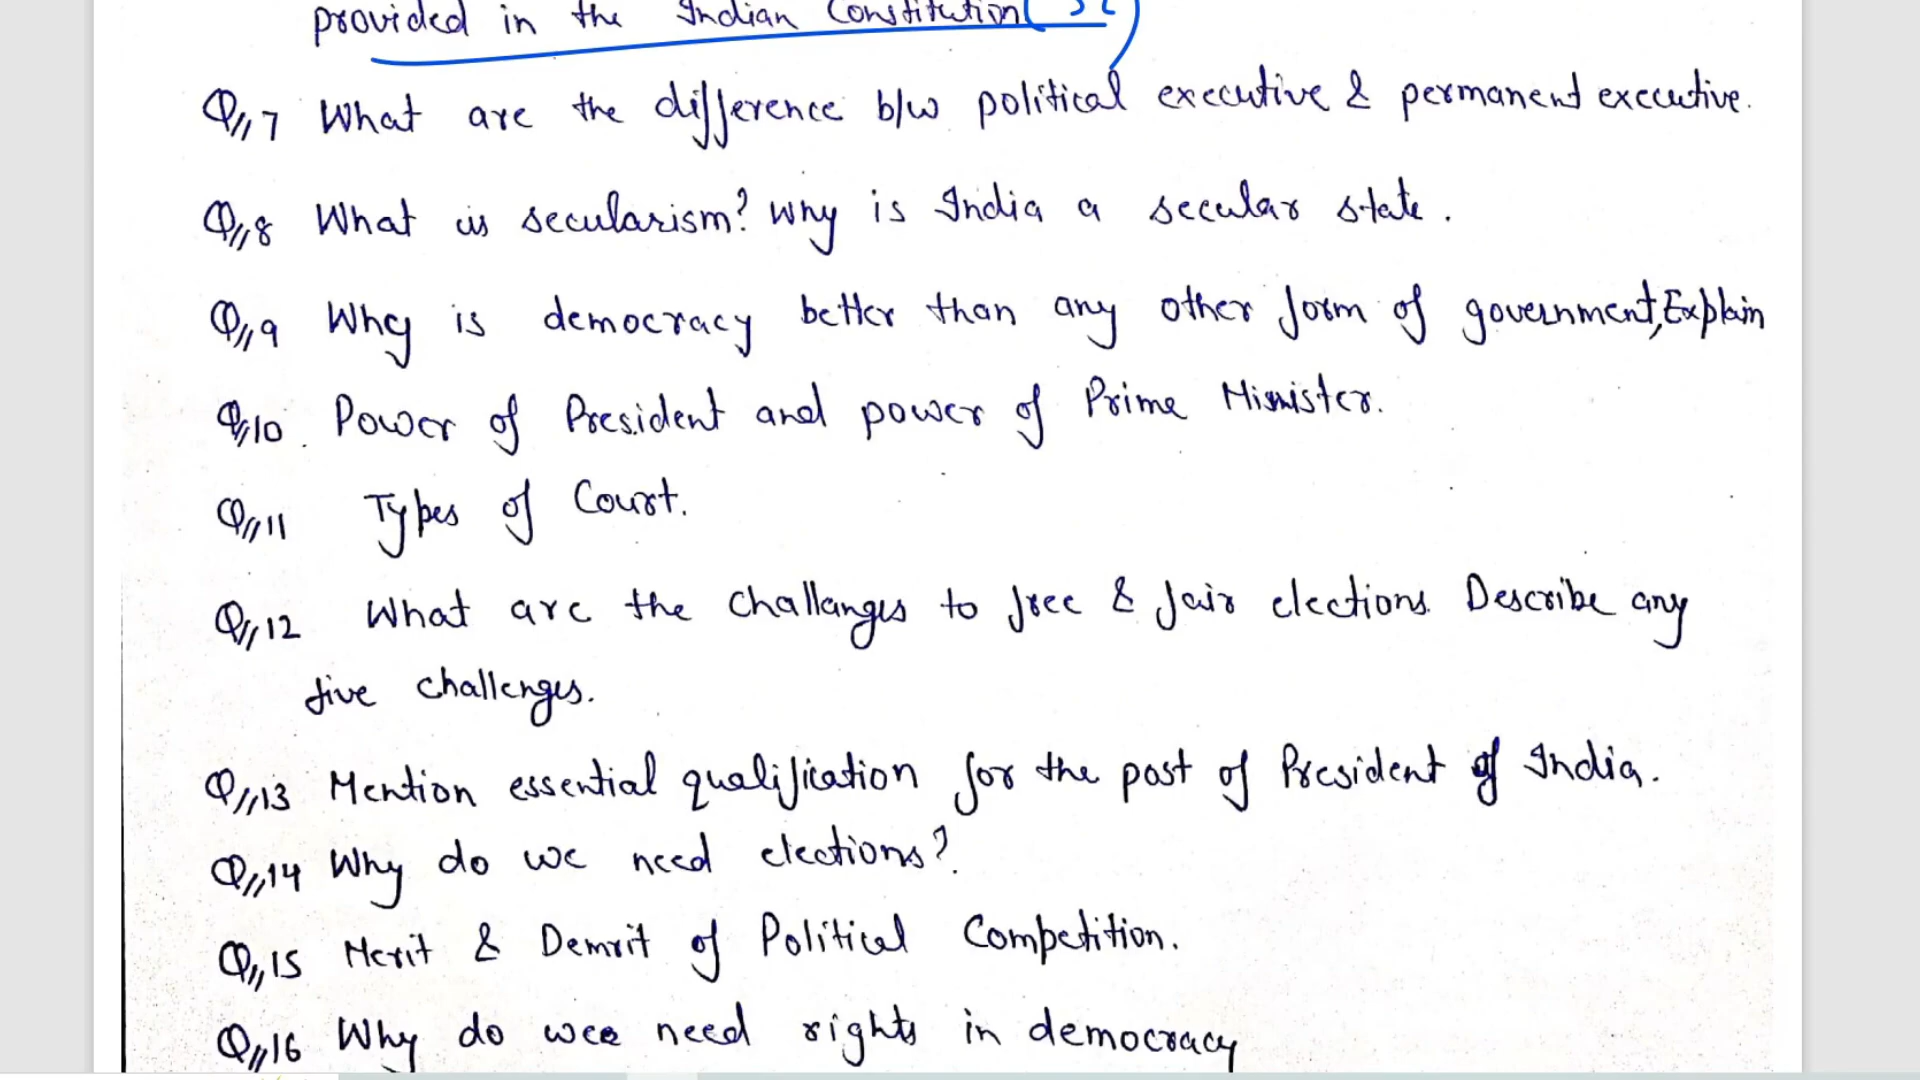 provided in the Indian Constitution
Q//7 What are the difference b/w political executive & permanent executive.
Q//8 What is secularism? why is India a secular state.
Q//9 Why is democracy better than any other form of government, Explain
Q//10. Power of President and power of Prime Minister.
Q//11 Types of Court.
Q//12 What are the challanges to free & fair elections. Describe any
five challenges.
Q//13 Mention essential qualification for the post of President of India.
Q//14 Why do we need elections?.
Q//15 Merit & Demrit of Political Competition.
Q//16 Why do wee need rights in democracy